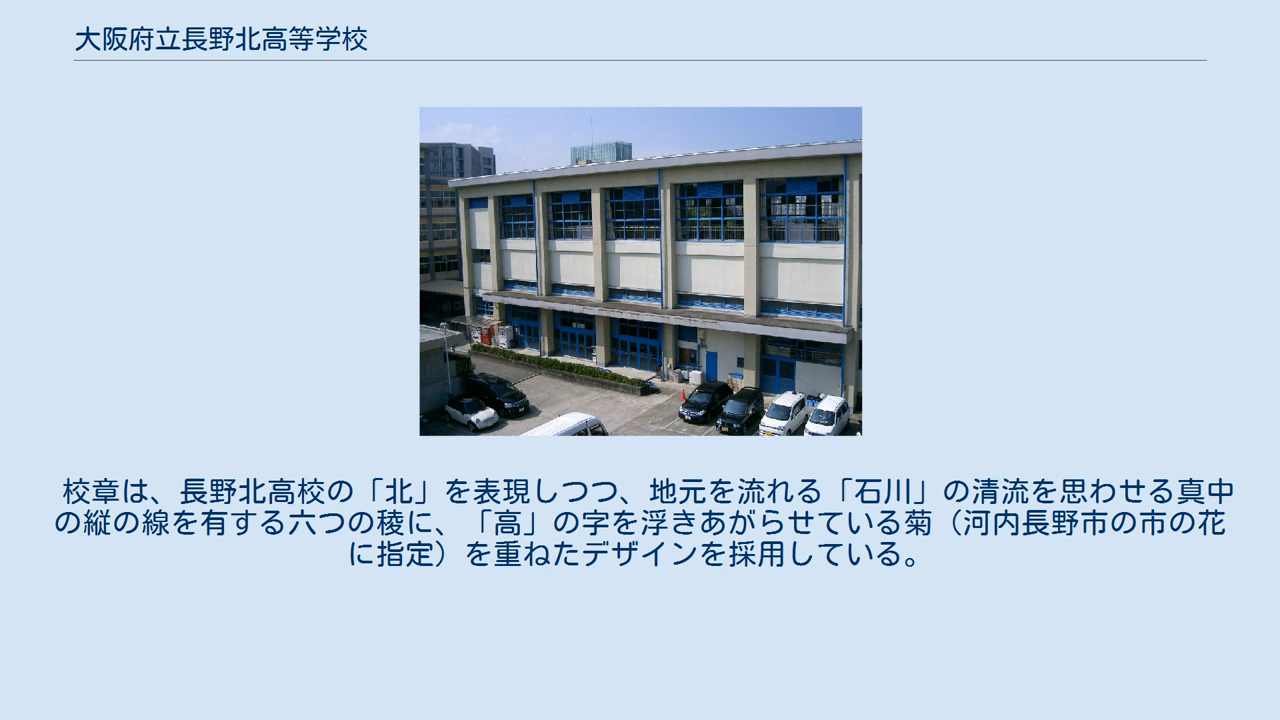 大阪府立長野北高等学校
校章は、長野北高校の「北」を表現しつつ、地元を流れる「石川」の清流を思わせる真中
の縦の線を有する六つの稜に、「高」の字を浮きあがらせている菊（河内長野市の市の花
に指定）を重ねたデザインを採用している。